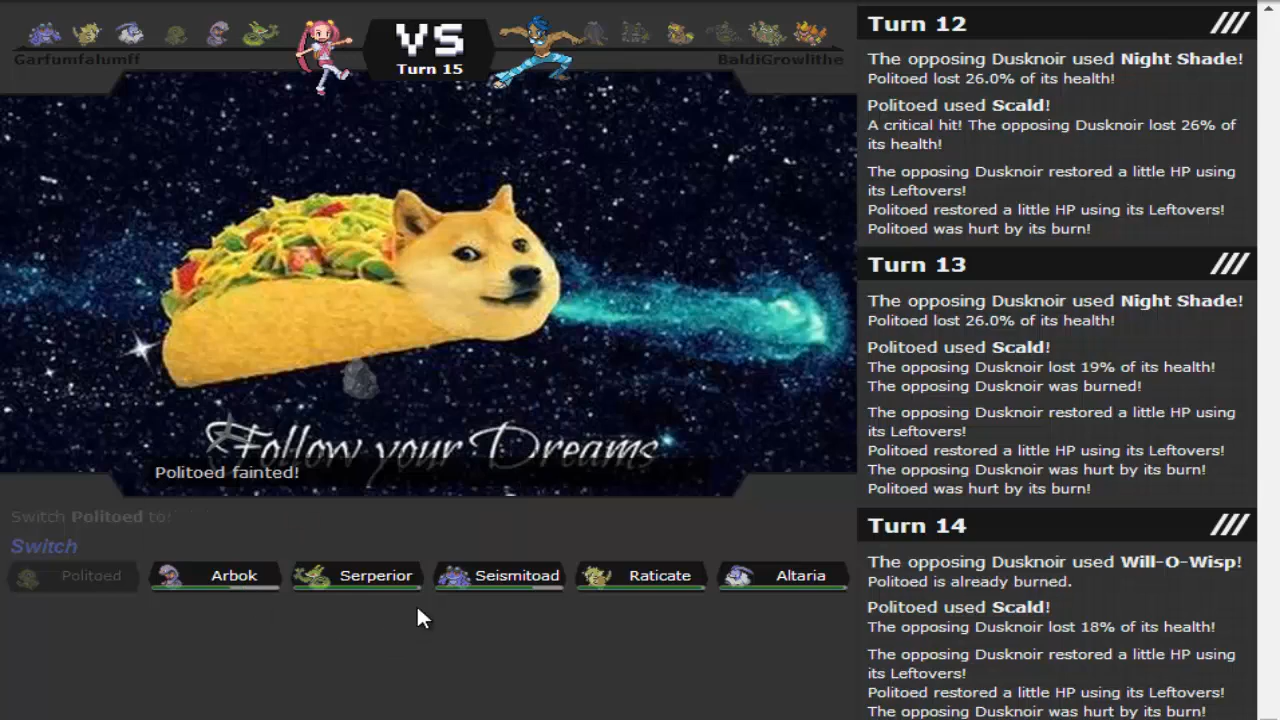 VS
Turn 15
Garfumfalumff
BaldiGrowlithe
Follow your Dreams
Politoed fainted!
Switch Politoed to:
Switch
Politoed
Arbok
Serperior
Seismitoad
Raticate
Altaria
Turn 12
The opposing Dusknoir used Night Shade!
Politoed lost 26.0% of its health!
Politoed used Scald!
A critical hit! The opposing Dusknoir lost 26% of
its health!
The opposing Dusknoir restored a little HP using
its Leftovers!
Politoed restored a little HP using its Leftovers!
Politoed was hurt by its burn!
Turn 13
The opposing Dusknoir used Night Shade!
Politoed lost 26.0% of its health!
Politoed used Scald!
The opposing Dusknoir lost 19% of its health!
The opposing Dusknoir was burned!
The opposing Dusknoir restored a little HP using
its Leftovers!
Politoed restored a little HP using its Leftovers!
The opposing Dusknoir was hurt by its burn!
Politoed was hurt by its burn!
Turn 14
The opposing Dusknoir used Will-O-Wisp!
Politoed is already burned.
Politoed used Scald!
The opposing Dusknoir lost 18% of its health!
The opposing Dusknoir restored a little HP using
its Leftovers!
Politoed restored a little HP using its Leftovers!
The opposing Dusknoir was hurt by its burn!